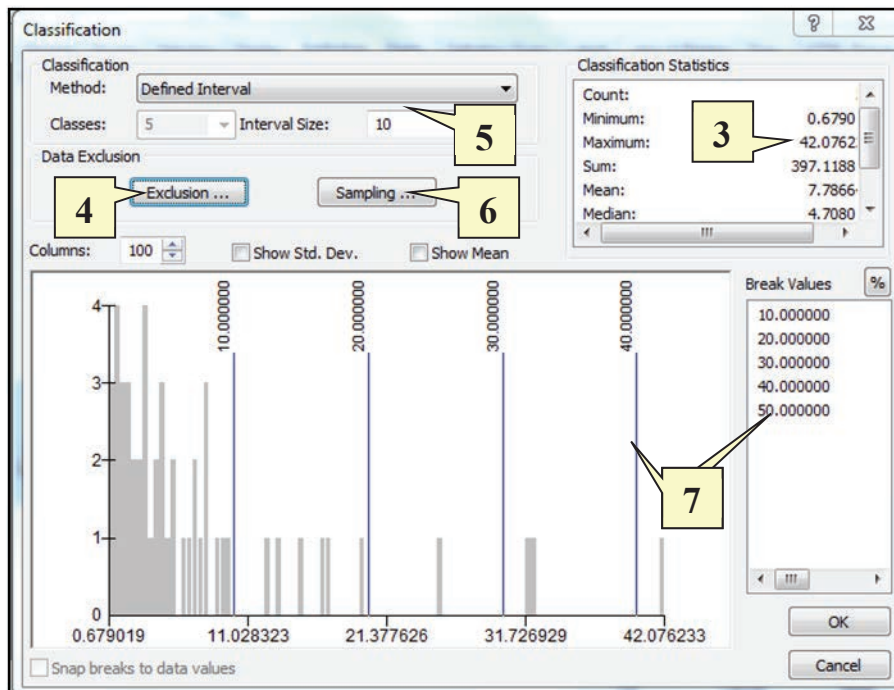 Classification
Classification
Method: Defined Interval
Classes: 5 Interval Size: 10
5
Data Exclusion
Exclusion ... Sampling ...
4
6
Classification Statistics
Count:
Minimum: 0.6790
Maximum: 42.0762
Sum: 397.1188
Mean: 7.7866
Median: 4.7080
3
Columns: 100 Show Std. Dev. Show Mean
10.000000 20.000000 30.000000 40.000000
4
3
2
1
0
0.679019 11.028323 21.377626 31.726929 42.076233
Break Values %
10.000000
20.000000
30.000000
40.000000
50.000000
7
Snap breaks to data values
OK
Cancel